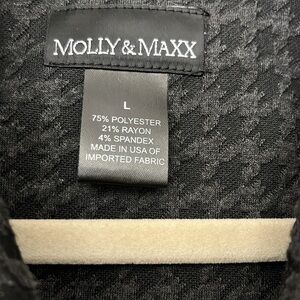 MOLLY&MAXX
L
75% POLYESTER
21% RAYON
4% SPANDEX
MADE IN USA OF
IMPORTED FABRIC